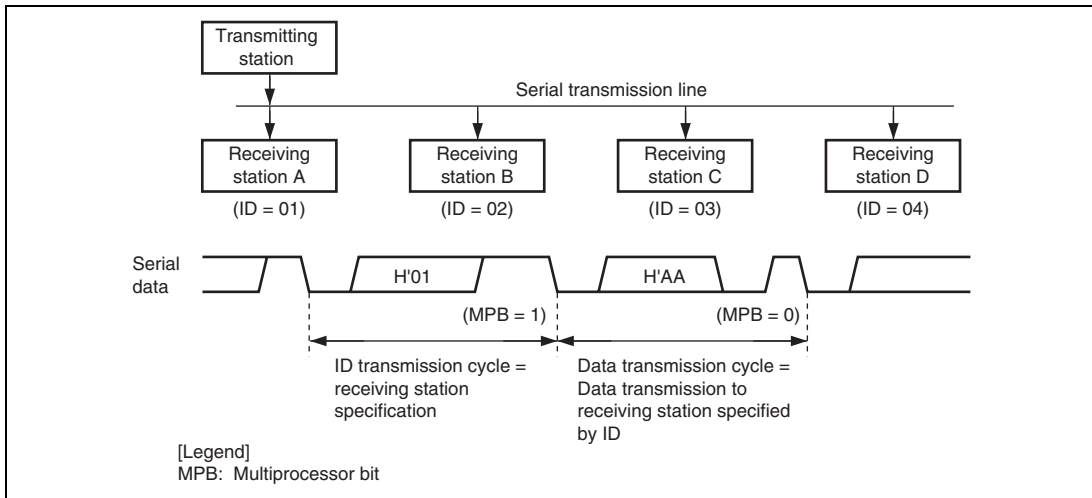 Transmitting
station
Serial transmission line
Receiving
station A
Receiving
station B
Receiving
station C
Receiving
station D
(ID = 01)
(ID = 02)
(ID = 03)
(ID = 04)
Serial
data
H'01
H'AA
(MPB = 1)
(MPB = 0)
ID transmission cycle =
receiving station
specification
Data transmission cycle =
Data transmission to
receiving station specified
by ID
[Legend]
MPB: Multiprocessor bit